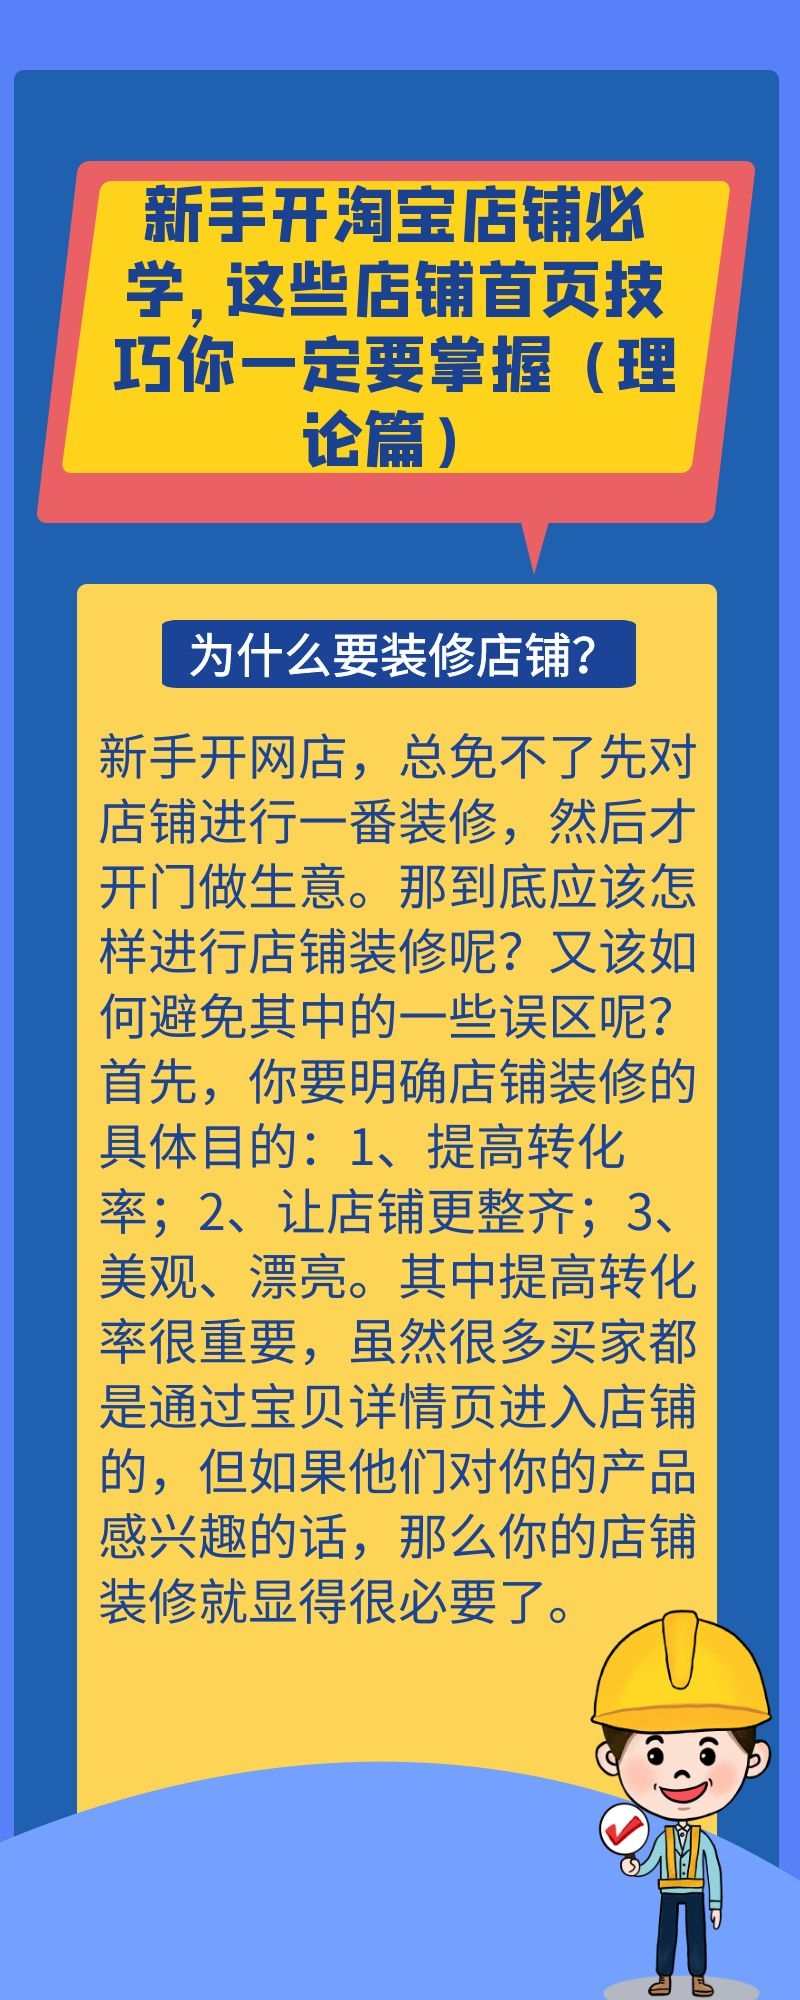 新手开淘宝店铺必
学,这些店铺首页技
巧你一定要掌握（理
论篇）
为什么要装修店铺？
新手开网店，总免不了先对
店铺进行一番装修，然后才
开门做生意。那到底应该怎
样进行店铺装修呢？又该如
何避免其中的一些误区呢？
首先，你要明确店铺装修的
具体目的：1、提高转化
率；2、让店铺更整齐；3、
美观、漂亮。其中提高转化
率很重要，虽然很多买家都
是通过宝贝详情页进入店铺
的，但如果他们对你的产品
感兴趣的话，那么你的店铺
装修就显得很必要了。